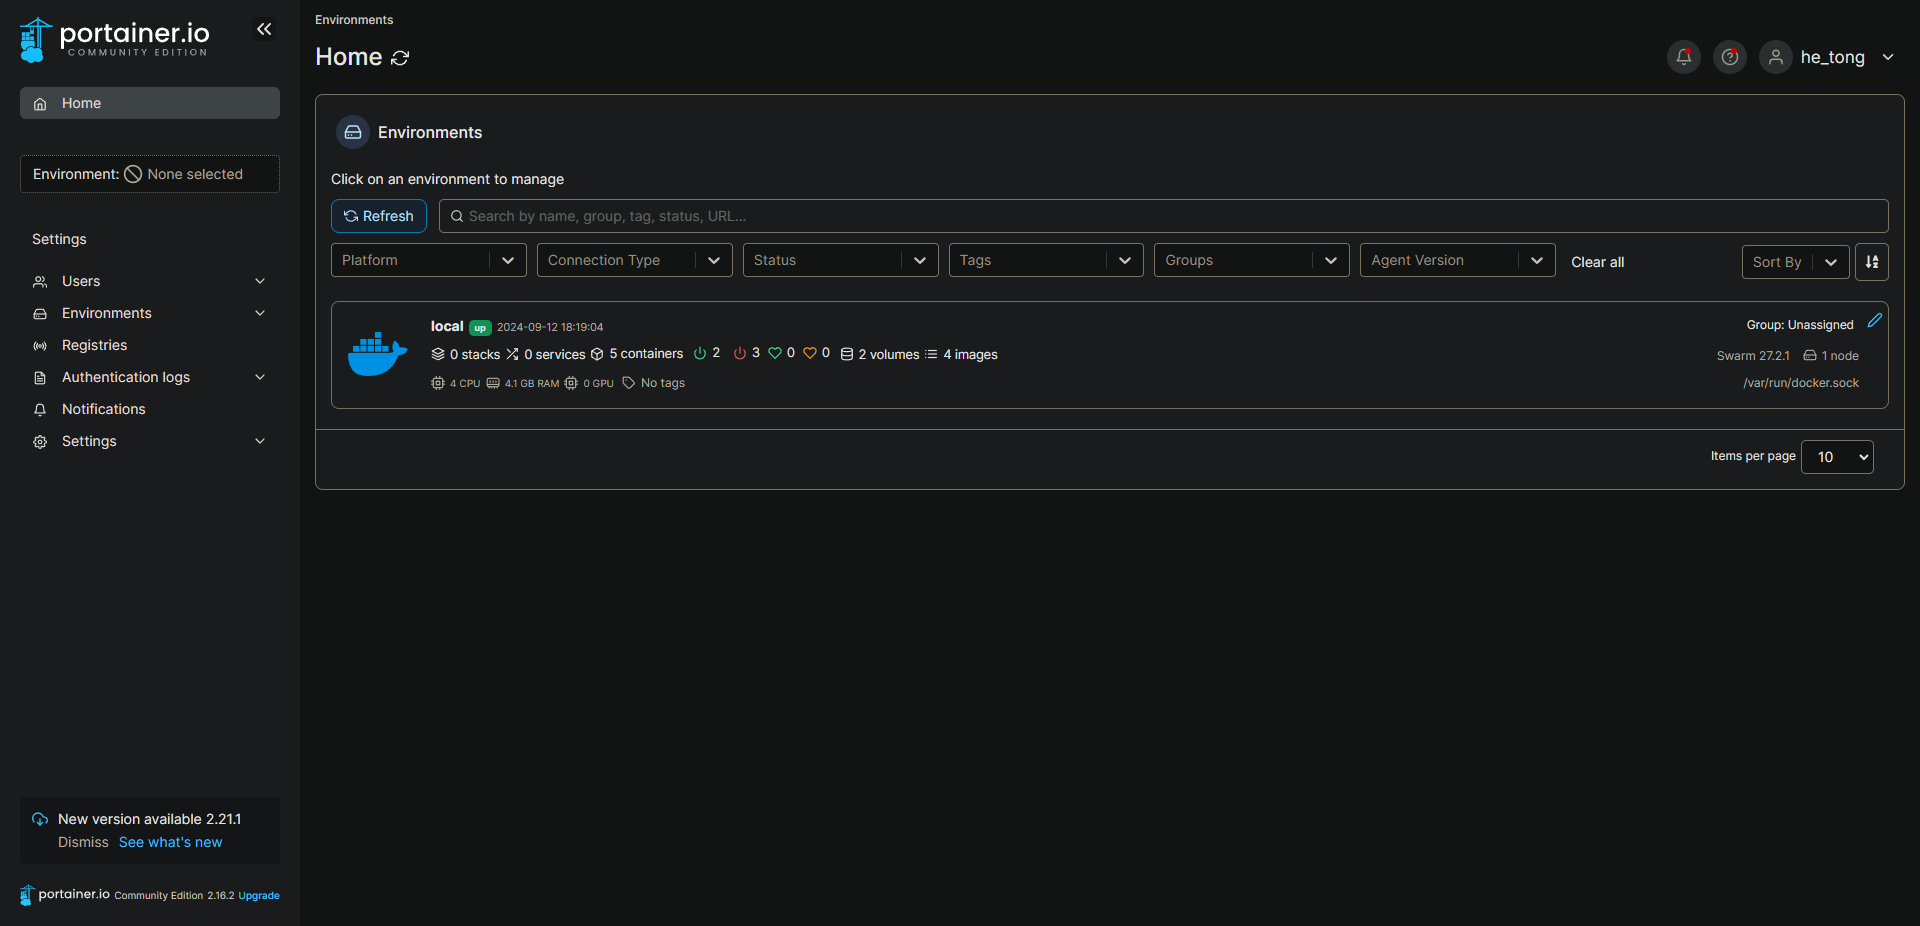 portainer.io
COMMUNITY EDITION
Home
Environment: None selected
Settings
Users
Environments
Registries
Authentication logs
Notifications
Settings
New version available 2.21.1
Dismiss See what's new
portainer.io Community Edition 2.16.2 Upgrade
Environments
Home
he_tong
Environments
Click on an environment to manage
Refresh
Search by name, group, tag, status, URL...
Platform
Connection Type
Status
Tags
Groups
Agent Version
Clear all
Sort By
local up 2024-09-12 18:19:04
0 stacks 0 services 5 containers 2 3 0 0 2 volumes 4 images
4 CPU 4.1 GB RAM 0 GPU No tags
Group: Unassigned
Swarm 27.2.1 1 node
/var/run/docker.sock
Items per page 10